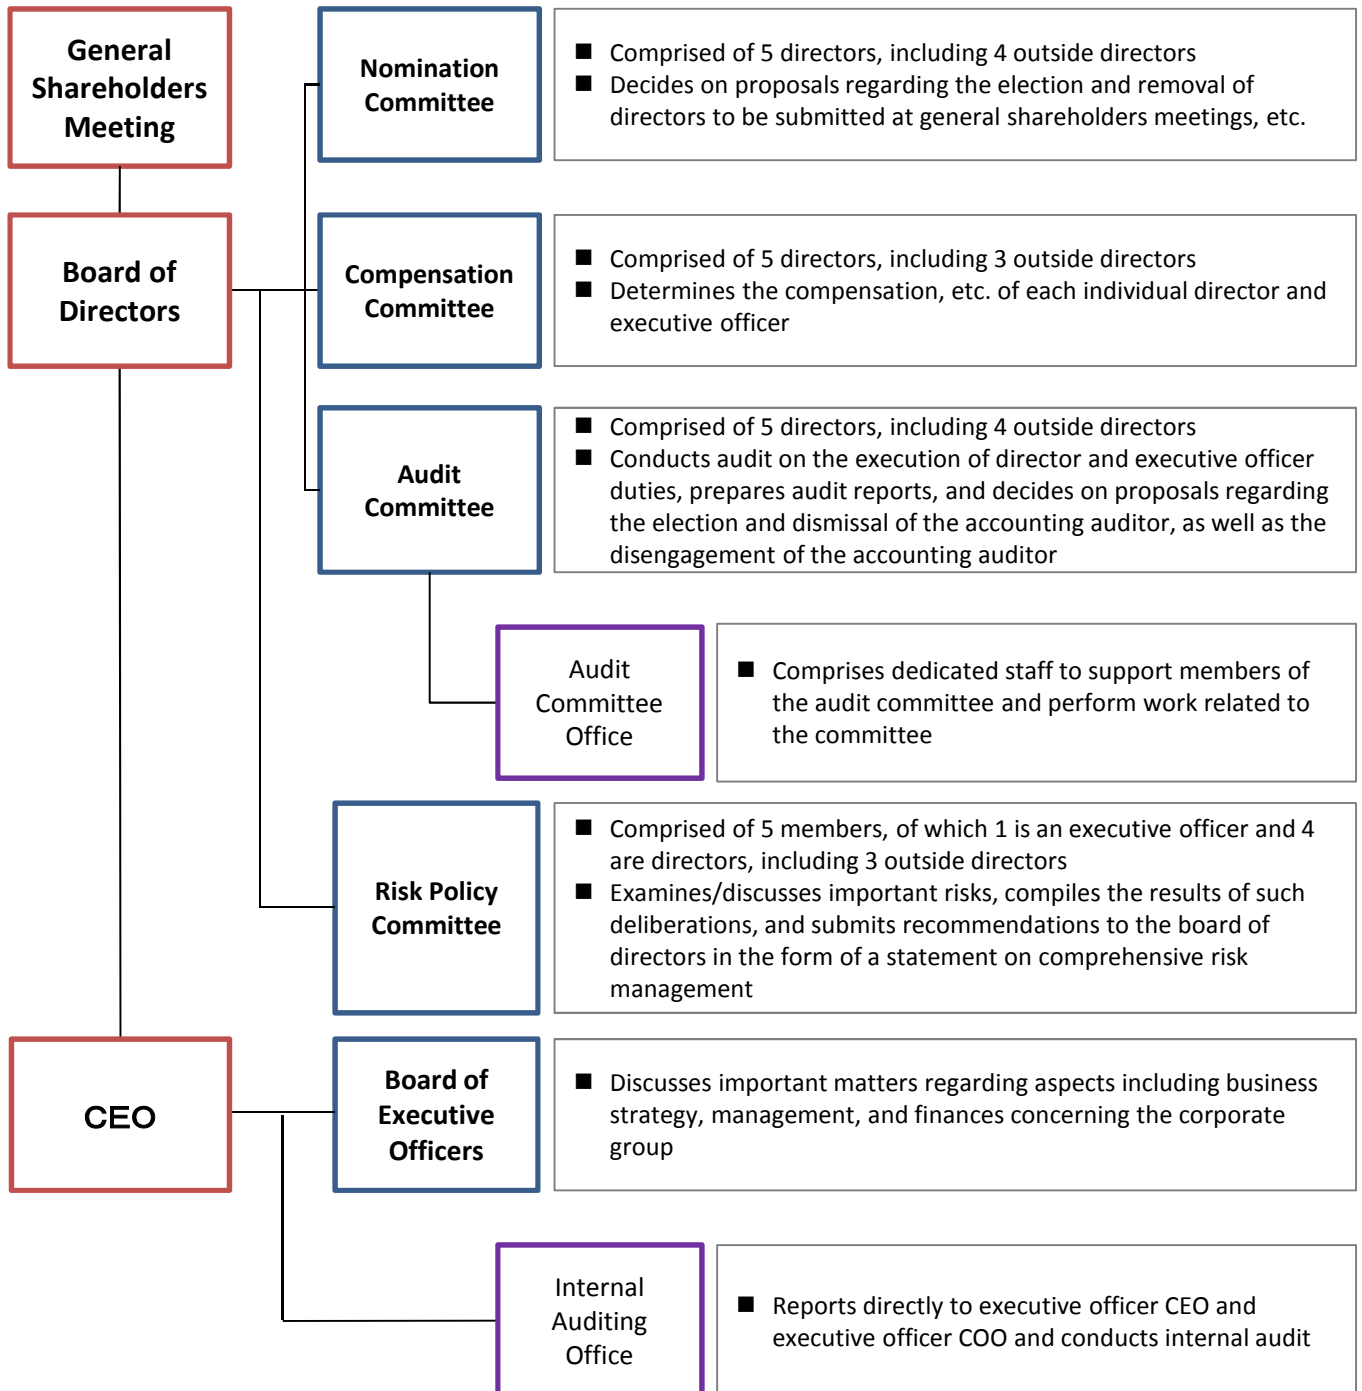 General
Shareholders
Meeting
Nomination
Committee
■ Comprised of 5 directors, including 4 outside directors
■ Decides on proposals regarding the election and removal of
directors to be submitted at general shareholders meetings, etc.
Board of
Directors
Compensation
Committee
■ Comprised of 5 directors, including 3 outside directors
■ Determines the compensation, etc. of each individual director and
executive officer
Audit
Committee
■ Comprised of 5 directors, including 4 outside directors
■ Conducts audit on the execution of director and executive officer
duties, prepares audit reports, and decides on proposals regarding
the election and dismissal of the accounting auditor, as well as the
disengagement of the accounting auditor
Audit
Committee
Office
■ Comprises dedicated staff to support members of
the audit committee and perform work related to
the committee
Risk Policy
Committee
■ Comprised of 5 members, of which 1 is an executive officer and 4
are directors, including 3 outside directors
■ Examines/discusses important risks, compiles the results of such
deliberations, and submits recommendations to the board of
directors in the form of a statement on comprehensive risk
management
CEO
Board of
Executive
Officers
■ Discusses important matters regarding aspects including business
strategy, management, and finances concerning the corporate
group
Internal
Auditing
Office
■ Reports directly to executive officer CEO and
executive officer COO and conducts internal audit